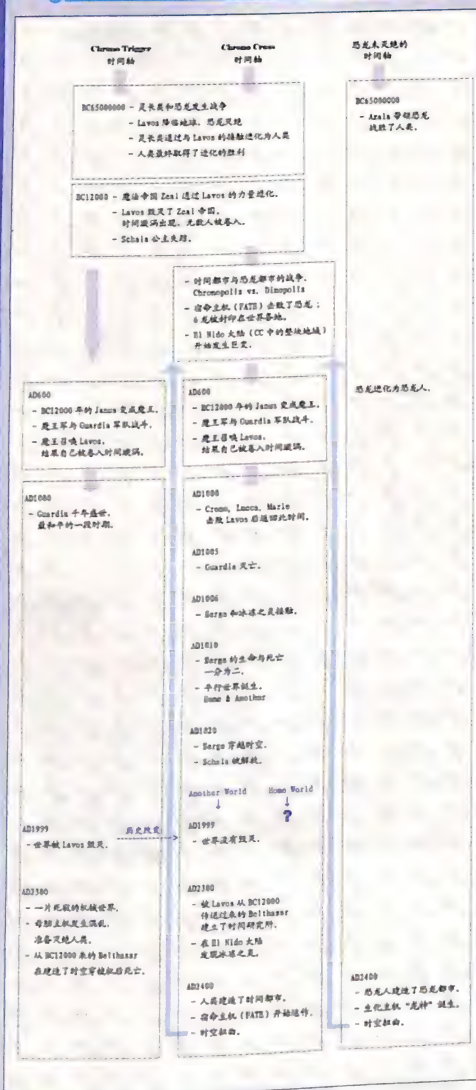 Chrono Trigger
时间轴
Chrono Cross
时间轴
恐龙未灭绝的
时间轴
BC65000000 - 灵长类和恐龙发生战争
- Lavos 降临地球，恐龙灭绝
- 灵长类通过与Lavos的接触进化为人类
- 人类最终取得了进化的胜利
BC65000000
- Azala 带领恐龙
战胜了人类。
BC12000 - 魔法帝国 Zeal 通过Lavos的力量进化。
- Lavos 毁灭了 Zeal 帝国，
时间漩涡出现，无数人被卷入。
- Schala 公主失踪。
- 时间都市与恐龙都市的战争，
Chronopolis vs. Dinopolis
- 宿命主机（FATE）击败了恐龙；
6龙被封印在世界各地。
- El Nido 大陆（CC 中的整块地域）
开始发生巨变。
AD600
- BC12000 年的 Janus 变成魔王。
- 魔王军与 Guardia 军队战斗。
- 魔王召唤 Lavos，
结果自己被卷入时间漩涡。
AD600
- BC12000 年的 Janus 变成魔王。
- 魔王军与 Guardia 军队战斗。
- 魔王召唤 Lavos，
结果自己被卷入时间漩涡。
恐龙进化为恐龙人。
AD1000
- Guardia 千年盛世，
最和平的一段时期。
AD1000
- Crono, Lucca, Marle
击败 Lavos 后返回此时间。
AD1005
- Guardia 灭亡。
AD1006
- Serge 和冰冻之炎接触。
AD1010
- Serge 的生命与死亡
一分为二。
- 平行世界诞生。
Home & Another
AD1020
- Serge 穿越时空。
- Schala 被解救。
Another World
Home World
↓
↓
?
AD1999
- 世界被 Lavos 毁灭。
历史改变
AD1999
- 世界没有毁灭。
AD2300
- 一片死寂的机械世界。
- 母脑主机发生混乱，
准备灭绝人类。
- 从 BC12000 来的 Belthasar
在建造了时空穿梭机后死亡。
AD2300
- 被 Lavos 从 BC12000
传送过来的 Belthasar
建立了时间研究所。
- 在 El Nido 大陆
发现冰冻之炎。
AD2400
- 人类建造了时间都市。
- 宿命主机（FATE）开始运作。
- 时空扭曲。
AD2400
- 恐龙人建造了恐龙都市。
- 生化主机“龙神”诞生。
- 时空扭曲。